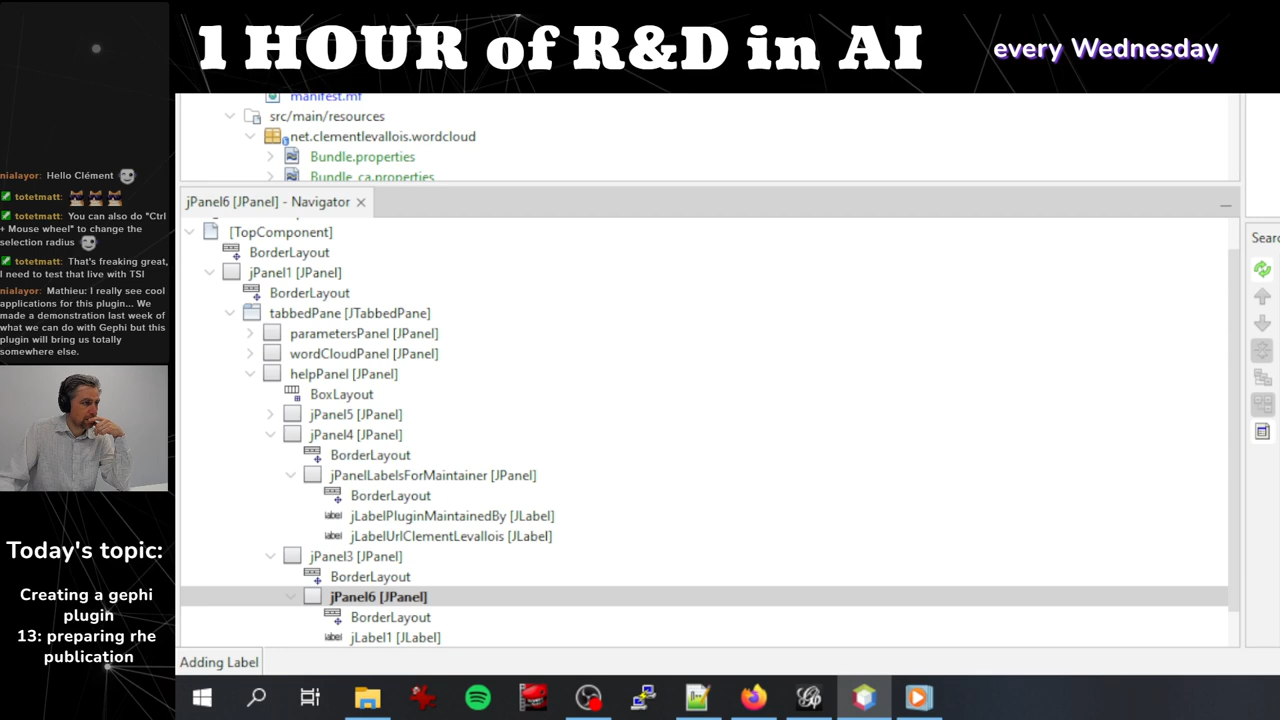 1 HOUR of R&D in AI
every Wednesday
nialayor: Hello Clément
totetmatt:
totetmatt: You can also do "Ctrl
+ Mouse wheel" to change the
selection radius
totetmatt: That's freaking great,
I need to test that live with TSI
nialayor: Mathieu: I really see cool
applications for this plugin... We
made a demonstration last week of
what we can do with Gephi but this
plugin will bring us totally
somewhere else.
Today's topic:
Creating a gephi
plugin
13: preparing rhe
publication
manifest.mf
src/main/resources
net.clementlevallois.wordcloud
Bundle.properties
Bundle_ca.properties
jPanel6 [JPanel] - Navigator
[TopComponent]
BorderLayout
jPanel1 [JPanel]
BorderLayout
tabbedPane [JTabbedPane]
parametersPanel [JPanel]
wordCloudPanel [JPanel]
helpPanel [JPanel]
BoxLayout
jPanel5 [JPanel]
jPanel4 [JPanel]
BorderLayout
jPanelLabelsForMaintainer [JPanel]
BorderLayout
label jLabelPluginMaintainedBy [JLabel]
label jLabelUrlClementLevallois [JLabel]
jPanel3 [JPanel]
BorderLayout
jPanel6 [JPanel]
BorderLayout
label jLabel1 [JLabel]
Adding Label
Searc